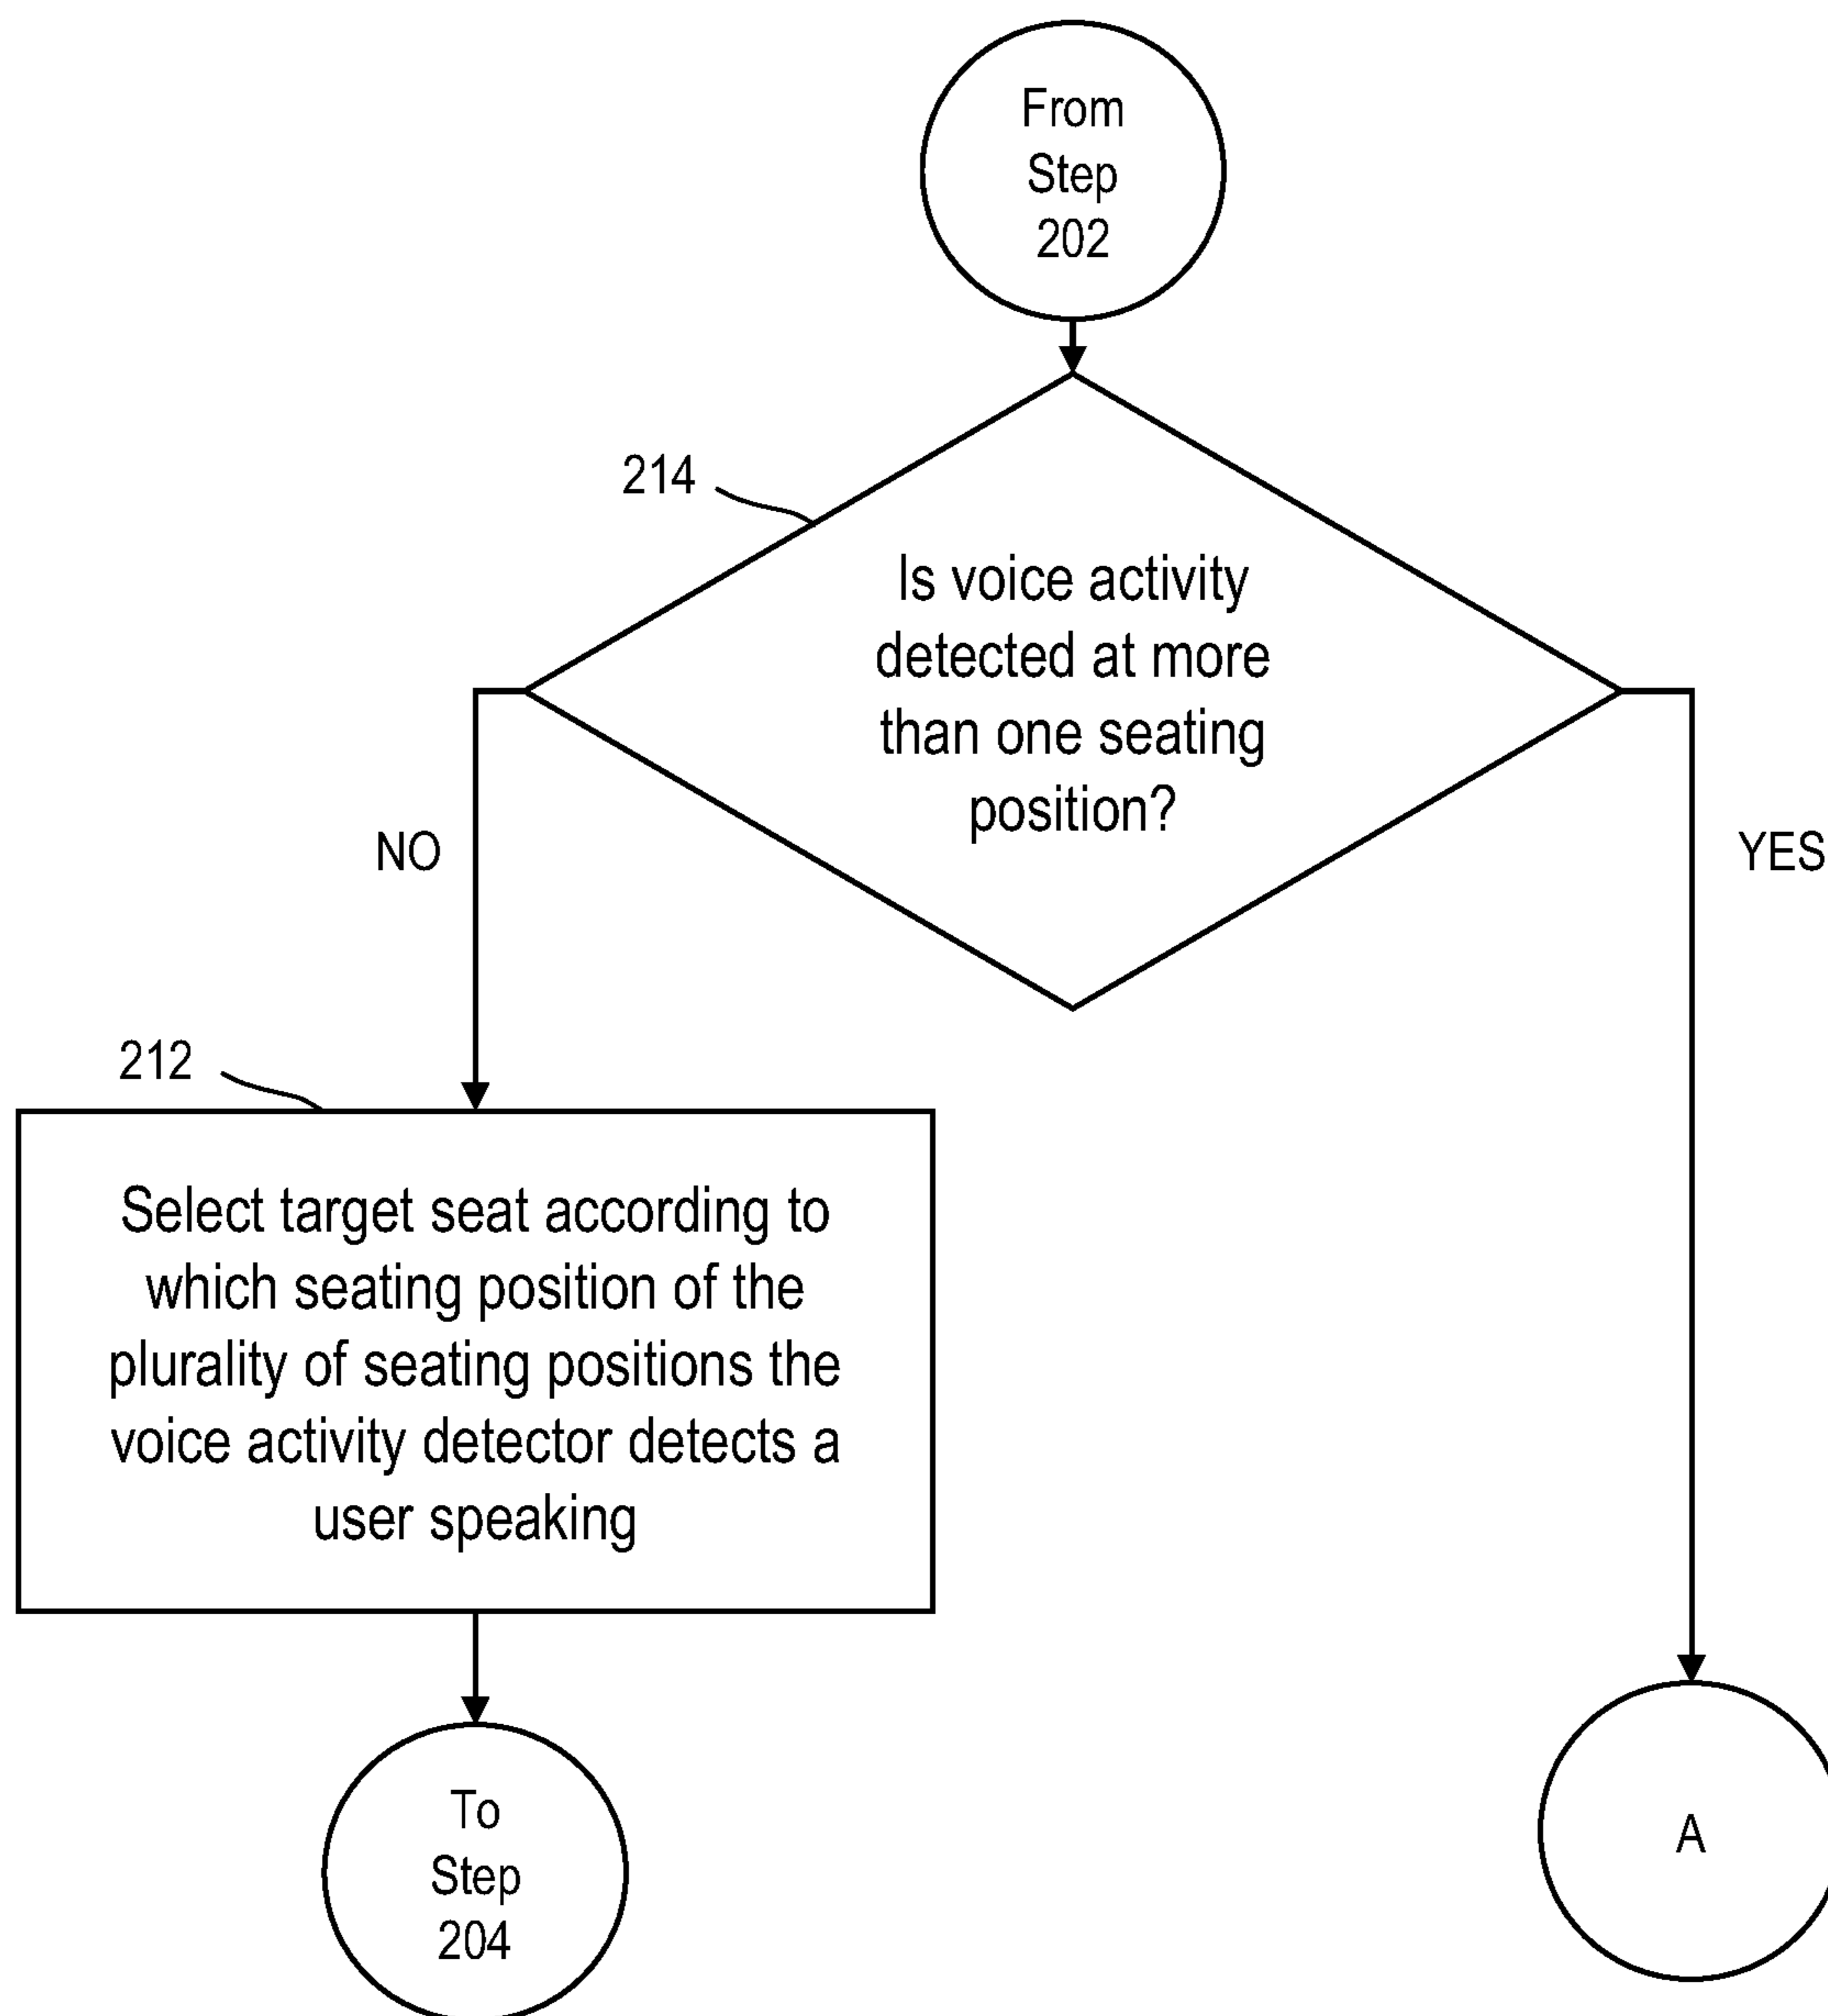 From
Step
202
214
Is voice activity
detected at more
than one seating
position?
NO
YES
212
Select target seat according to
which seating position of the
plurality of seating positions the
voice activity detector detects a
user speaking
To
Step
204
A